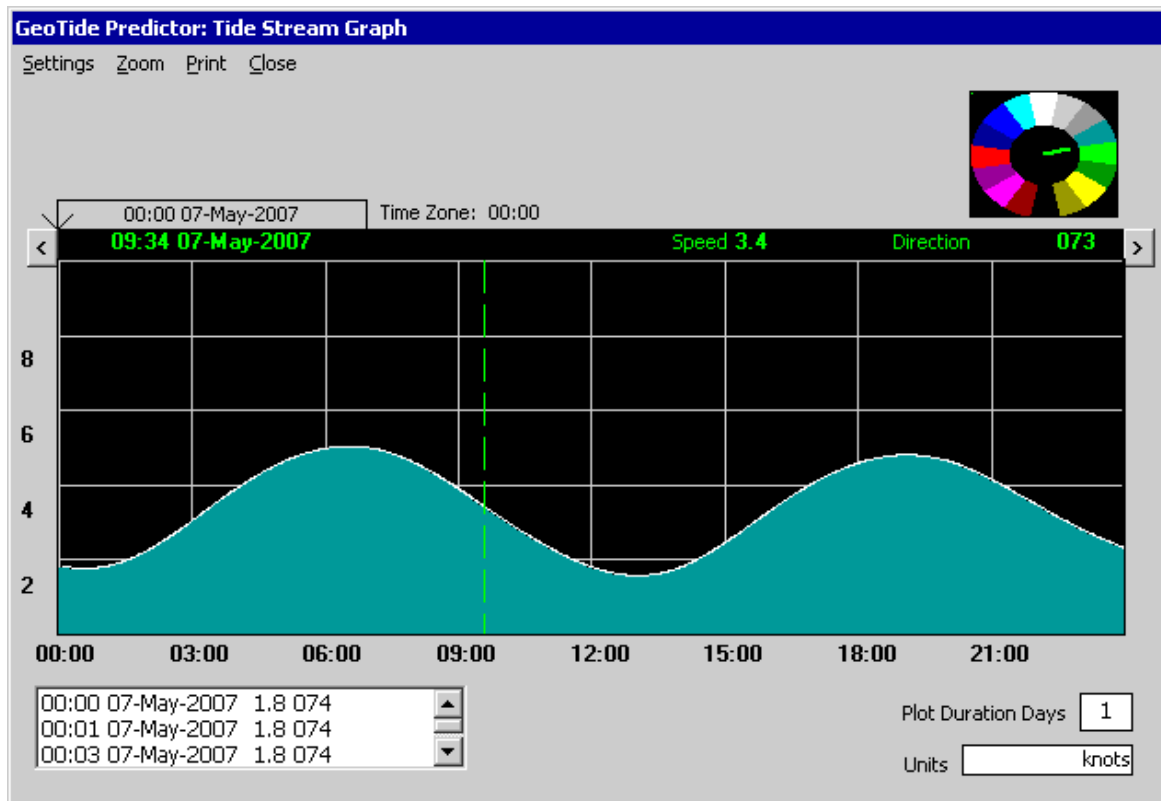 GeoTide Predictor: Tide Stream Graph
Settings Zoom Print Close
00:00 07-May-2007 Time Zone: 00:00
< 09:34 07-May-2007 Speed 3.4 Direction 073 >
8
6
4
2
00:00 03:00 06:00 09:00 12:00 15:00 18:00 21:00
00:00 07-May-2007 1.8 074
00:01 07-May-2007 1.8 074
00:03 07-May-2007 1.8 074
Plot Duration Days 1
Units knots